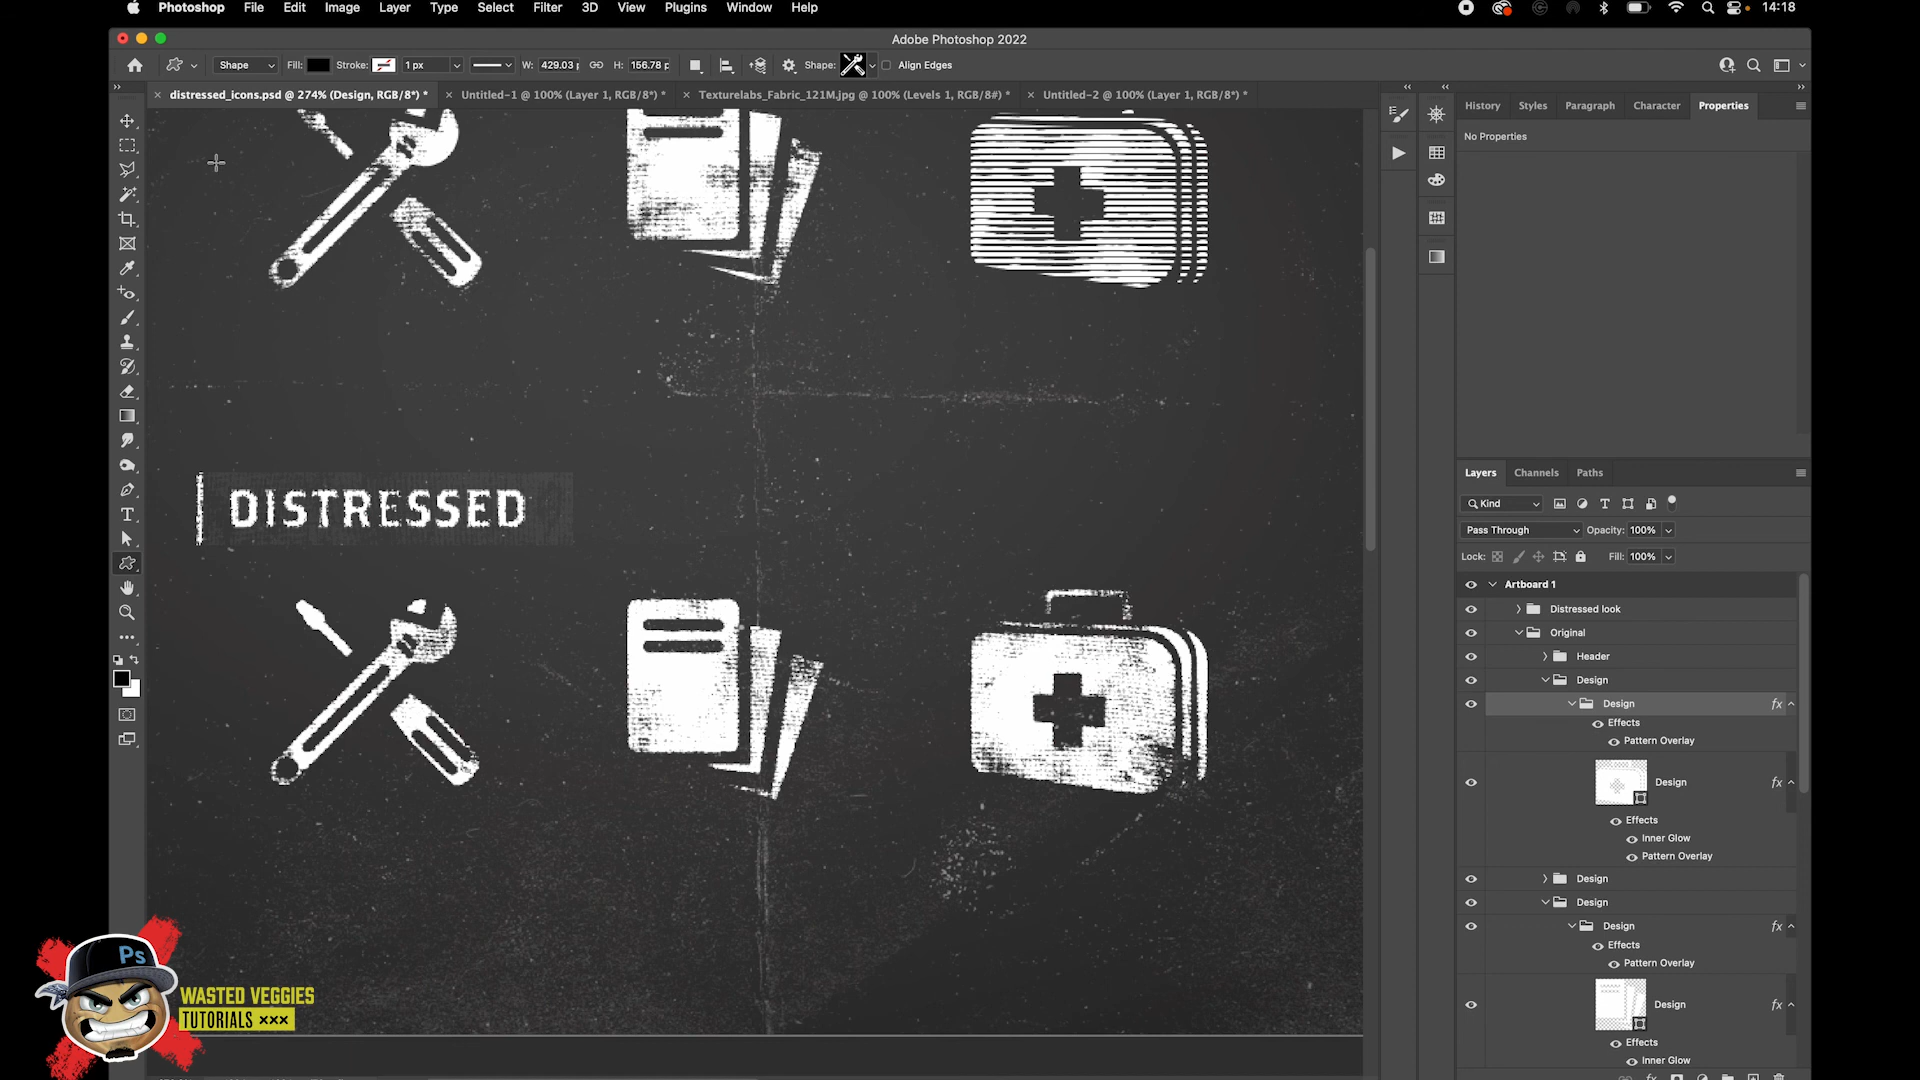 Photoshop File Edit Image Layer Type Select Filter 3D View Plugins Window Help 14:18
Adobe Photoshop 2022
Shape Fill: Stroke: 1 px W: 429.03 H: 156.78 Shape: Align Edges
distressed_icons.psd @ 274% (Design, RGB/8*) * Untitled-1 @ 100% (Layer 1, RGB/8*) * Texturelabs_Fabric_121M.jpg @ 100% (Levels 1, RGB/8#) * Untitled-2 @ 100% (Layer 1, RGB/8*) *
History Styles Paragraph Character Properties
No Properties
DISTRESSED
Layers Channels Paths
Kind
Pass Through Opacity: 100%
Lock: Fill: 100%
Artboard 1
Distressed look
Original
Header
Design
Design fx
Effects
Pattern Overlay
Design fx
Effects
Inner Glow
Pattern Overlay
Design
Design
Design fx
Effects
Pattern Overlay
Design fx
Effects
Inner Glow
Ps
WASTED VEGGIES
TUTORIALS ×××